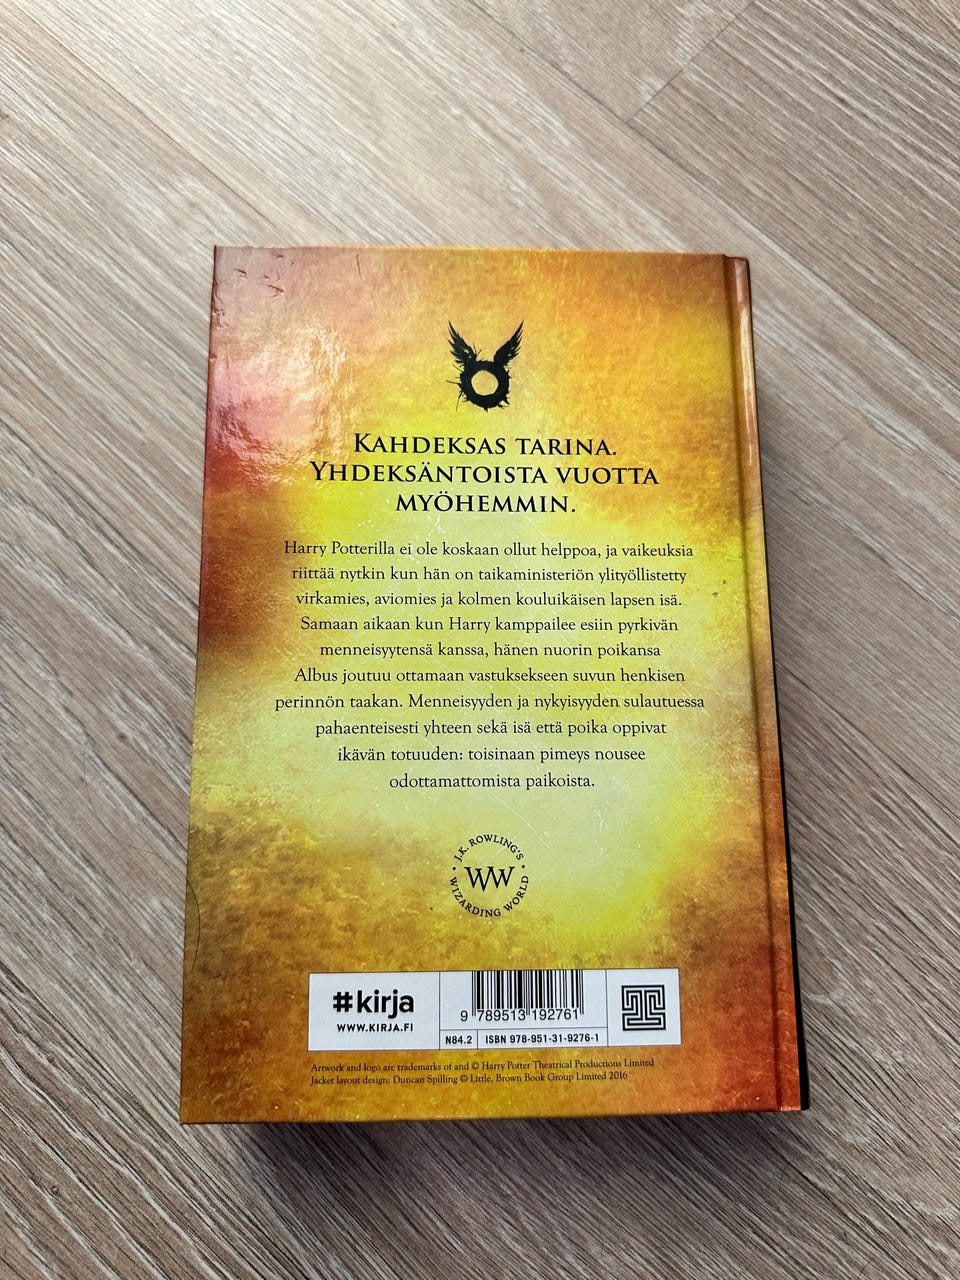 KAHDEKSAS TARINA.
YHDEKSÄNTOISTA VUOTTA
MYÖHEMMIN.
Harry Potterilla ei ole koskaan ollut helppoa, ja vaikeuksia
riittää nytkin kun hän on taikaministeriön ylityöllistetty
virkamies, aviomies ja kolmen kouluikäisen lapsen isä.
Samaan aikaan kun Harry kamppailee esiin pyrkivän
menneisyytensä kanssa, hänen nuorin poikansa
Albus joutuu ottamaan vastuksekseen suvun henkisen
perinnön taakan. Menneisyyden ja nykyisyyden sulautuessa
pahaenteisesti yhteen sekä isä että poika oppivat
ikävän totuuden: toisinaan pimeys nousee
odottamattomista paikoista.
J.K. ROWLING'S
WW
WIZARDING WORLD
#kirja
WWW.KIRJA.FI
9 789513 192761
N84.2 ISBN 978-951-31-9276-1
Artwork and logo are trademarks of and © Harry Potter Theatrical Productions Limited
Jacket layout design: Duncan Spilling © Little, Brown Book Group Limited 2016